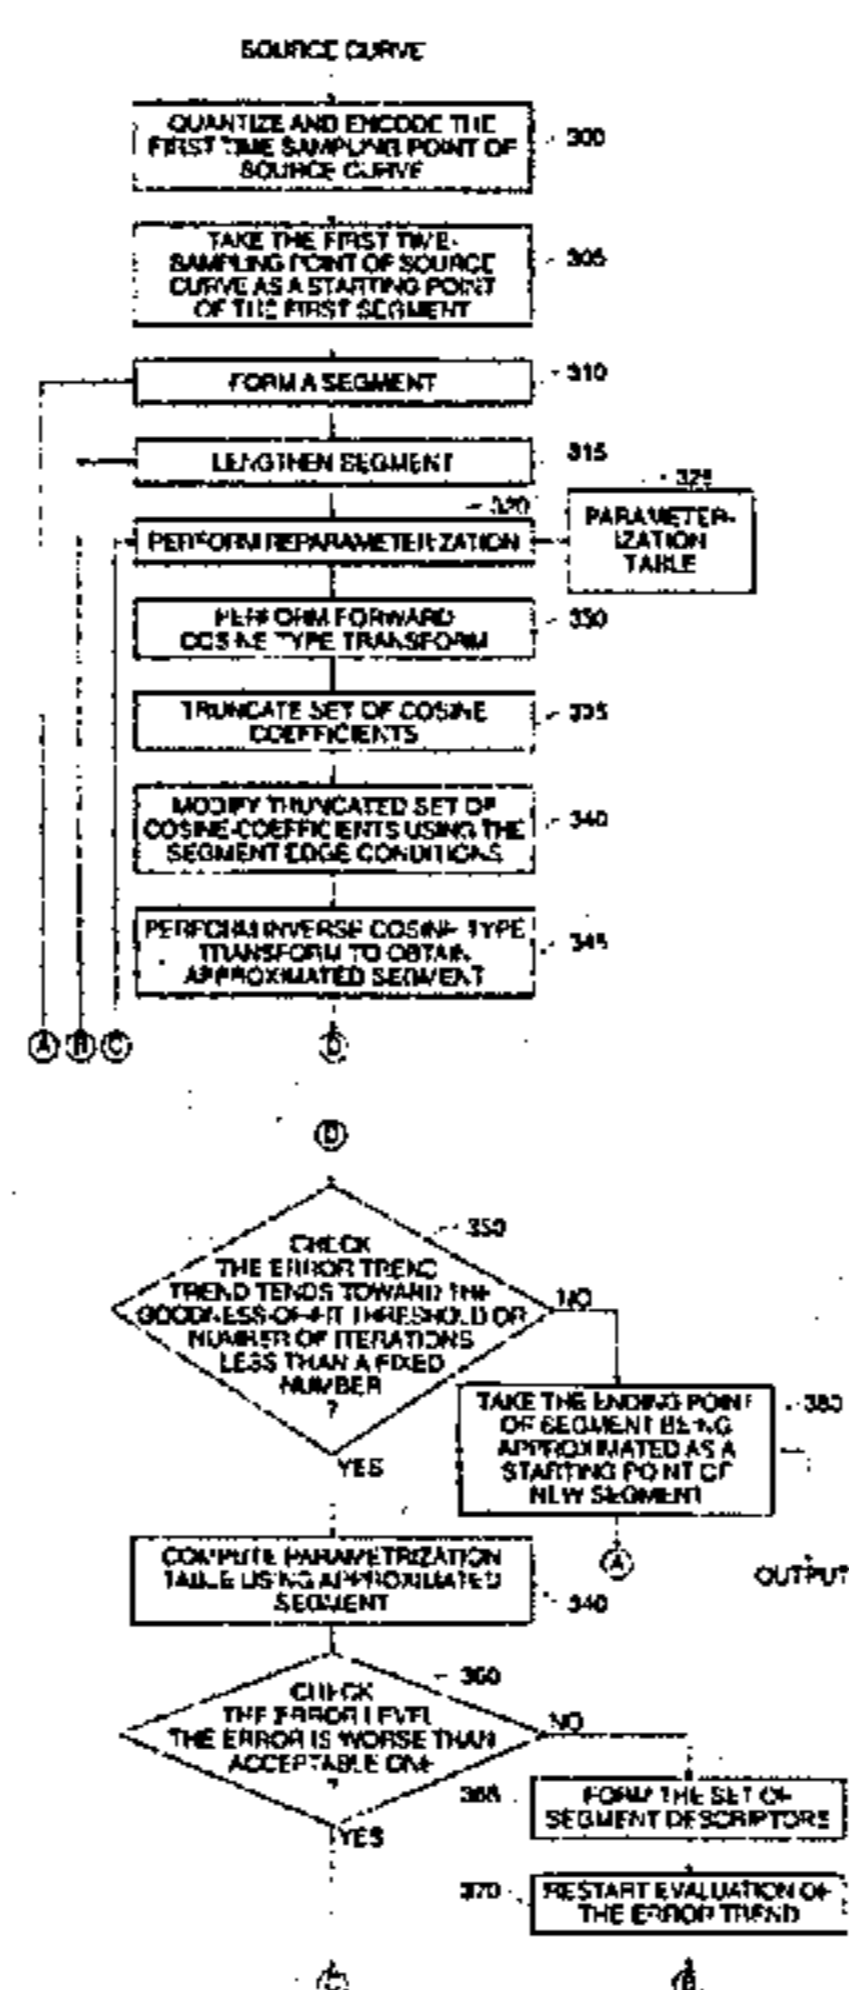 SOURCE CURVE
QUANTIZE AND ENCODE THE
FIRST TIME SAMPLING POINT OF
SOURCE CURVE
300
TAKE THE FIRST TIME-
SAMPLING POINT OF SOURCE
CURVE AS A STARTING POINT
OF THE FIRST SEGMENT
305
FORM A SEGMENT
310
LENGTHEN SEGMENT
315
320
325
PERFORM REPARAMETERIZATION
PARAMETER-
IZATION
TABLE
PERFORM FORWARD
COSINE TYPE TRANSFORM
330
TRUNCATE SET OF COSINE
COEFFICIENTS
335
MODIFY TRUNCATED SET OF
COSINE-COEFFICIENTS USING THE
SEGMENT EDGE CONDITIONS
340
PERFORM INVERSE COSINE TYPE
TRANSFORM TO OBTAIN
APPROXIMATED SEGMENT
345
A B C D
D
350
CHECK
THE ERROR TREND
TREND TENDS TOWARD THE
GOODNESS-OF-FIT THRESHOLD OR
NUMBER OF ITERATIONS
LESS THAN A FIXED
NUMBER
?
NO
YES
TAKE THE ENDING POINT
OF SEGMENT BEING
APPROXIMATED AS A
STARTING POINT OF
NEW SEGMENT
380
A
OUTPUT
COMPUTE PARAMETRIZATION
TABLE USING APPROXIMATED
SEGMENT
340
360
CHECK
THE ERROR LEVEL
THE ERROR IS WORSE THAN
ACCEPTABLE ONE
?
NO
YES
FORM THE SET OF
SEGMENT DESCRIPTORS
370
RESTART EVALUATION OF
THE ERROR TREND
C
B